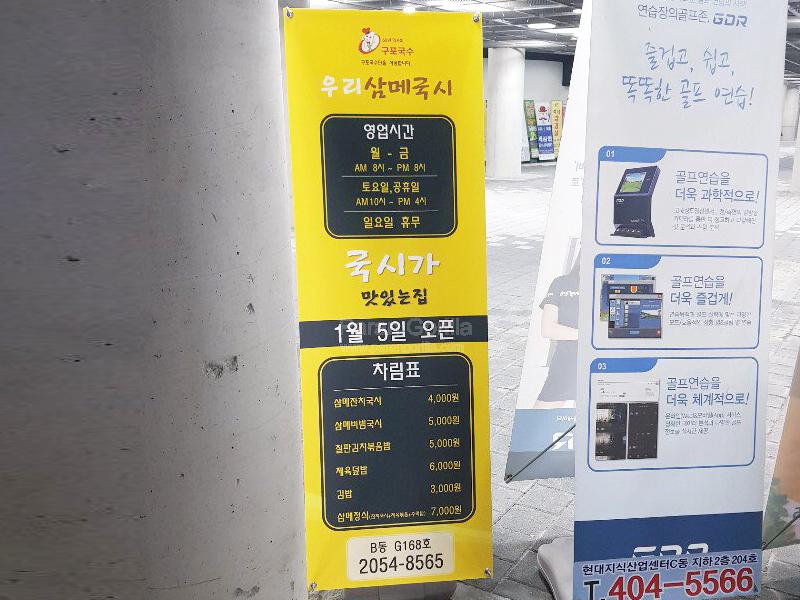 구포국수
우리삼메국시
영업시간
월 - 금
AM 8시 ~ PM 8시
토요일,공휴일
AM10시 ~ PM 4시
일요일 휴무
국시가
맛있는집
1월 5일 오픈
차림표
삼메잔치국시 4,000원
삼메비빔국시 5,000원
철판김치볶음밥 5,000원
제육덮밥 6,000원
김밥 3,000원
삼메정식 7,000원
B동 G168호
2054-8565
연습장의골프존, GDR
즐겁고, 쉽고,
똑똑한 골프 연습!
01
골프연습을
더욱 과학적으로!
02
골프연습을
더욱 즐겁게!
03
골프연습을
더욱 체계적으로!
현대지식산업센터C동 지하2층 204호
T.404-5566